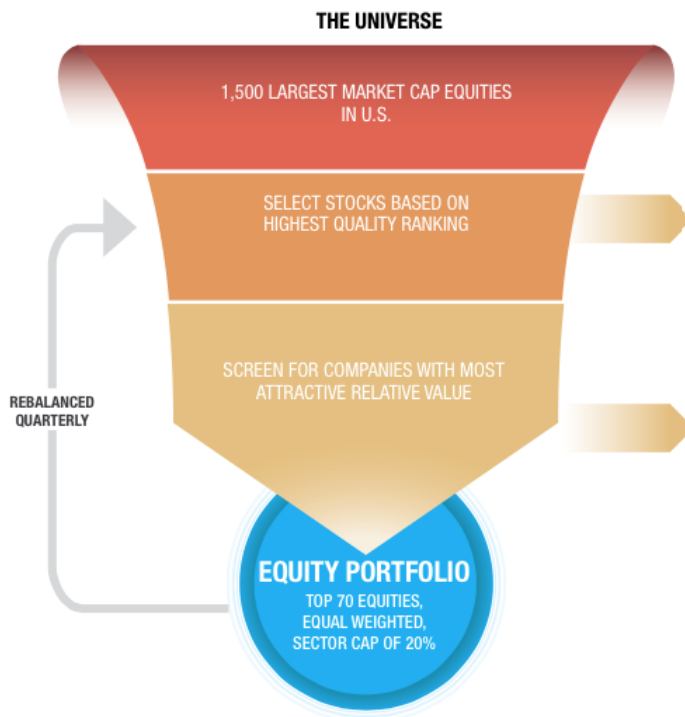 THE UNIVERSE
1,500 LARGEST MARKET CAP EQUITIES
IN U.S.
SELECT STOCKS BASED ON
HIGHEST QUALITY RANKING
SCREEN FOR COMPANIES WITH MOST
ATTRACTIVE RELATIVE VALUE
REBALANCED
QUARTERLY
EQUITY PORTFOLIO
TOP 70 EQUITIES,
EQUAL WEIGHTED,
SECTOR CAP OF 20%